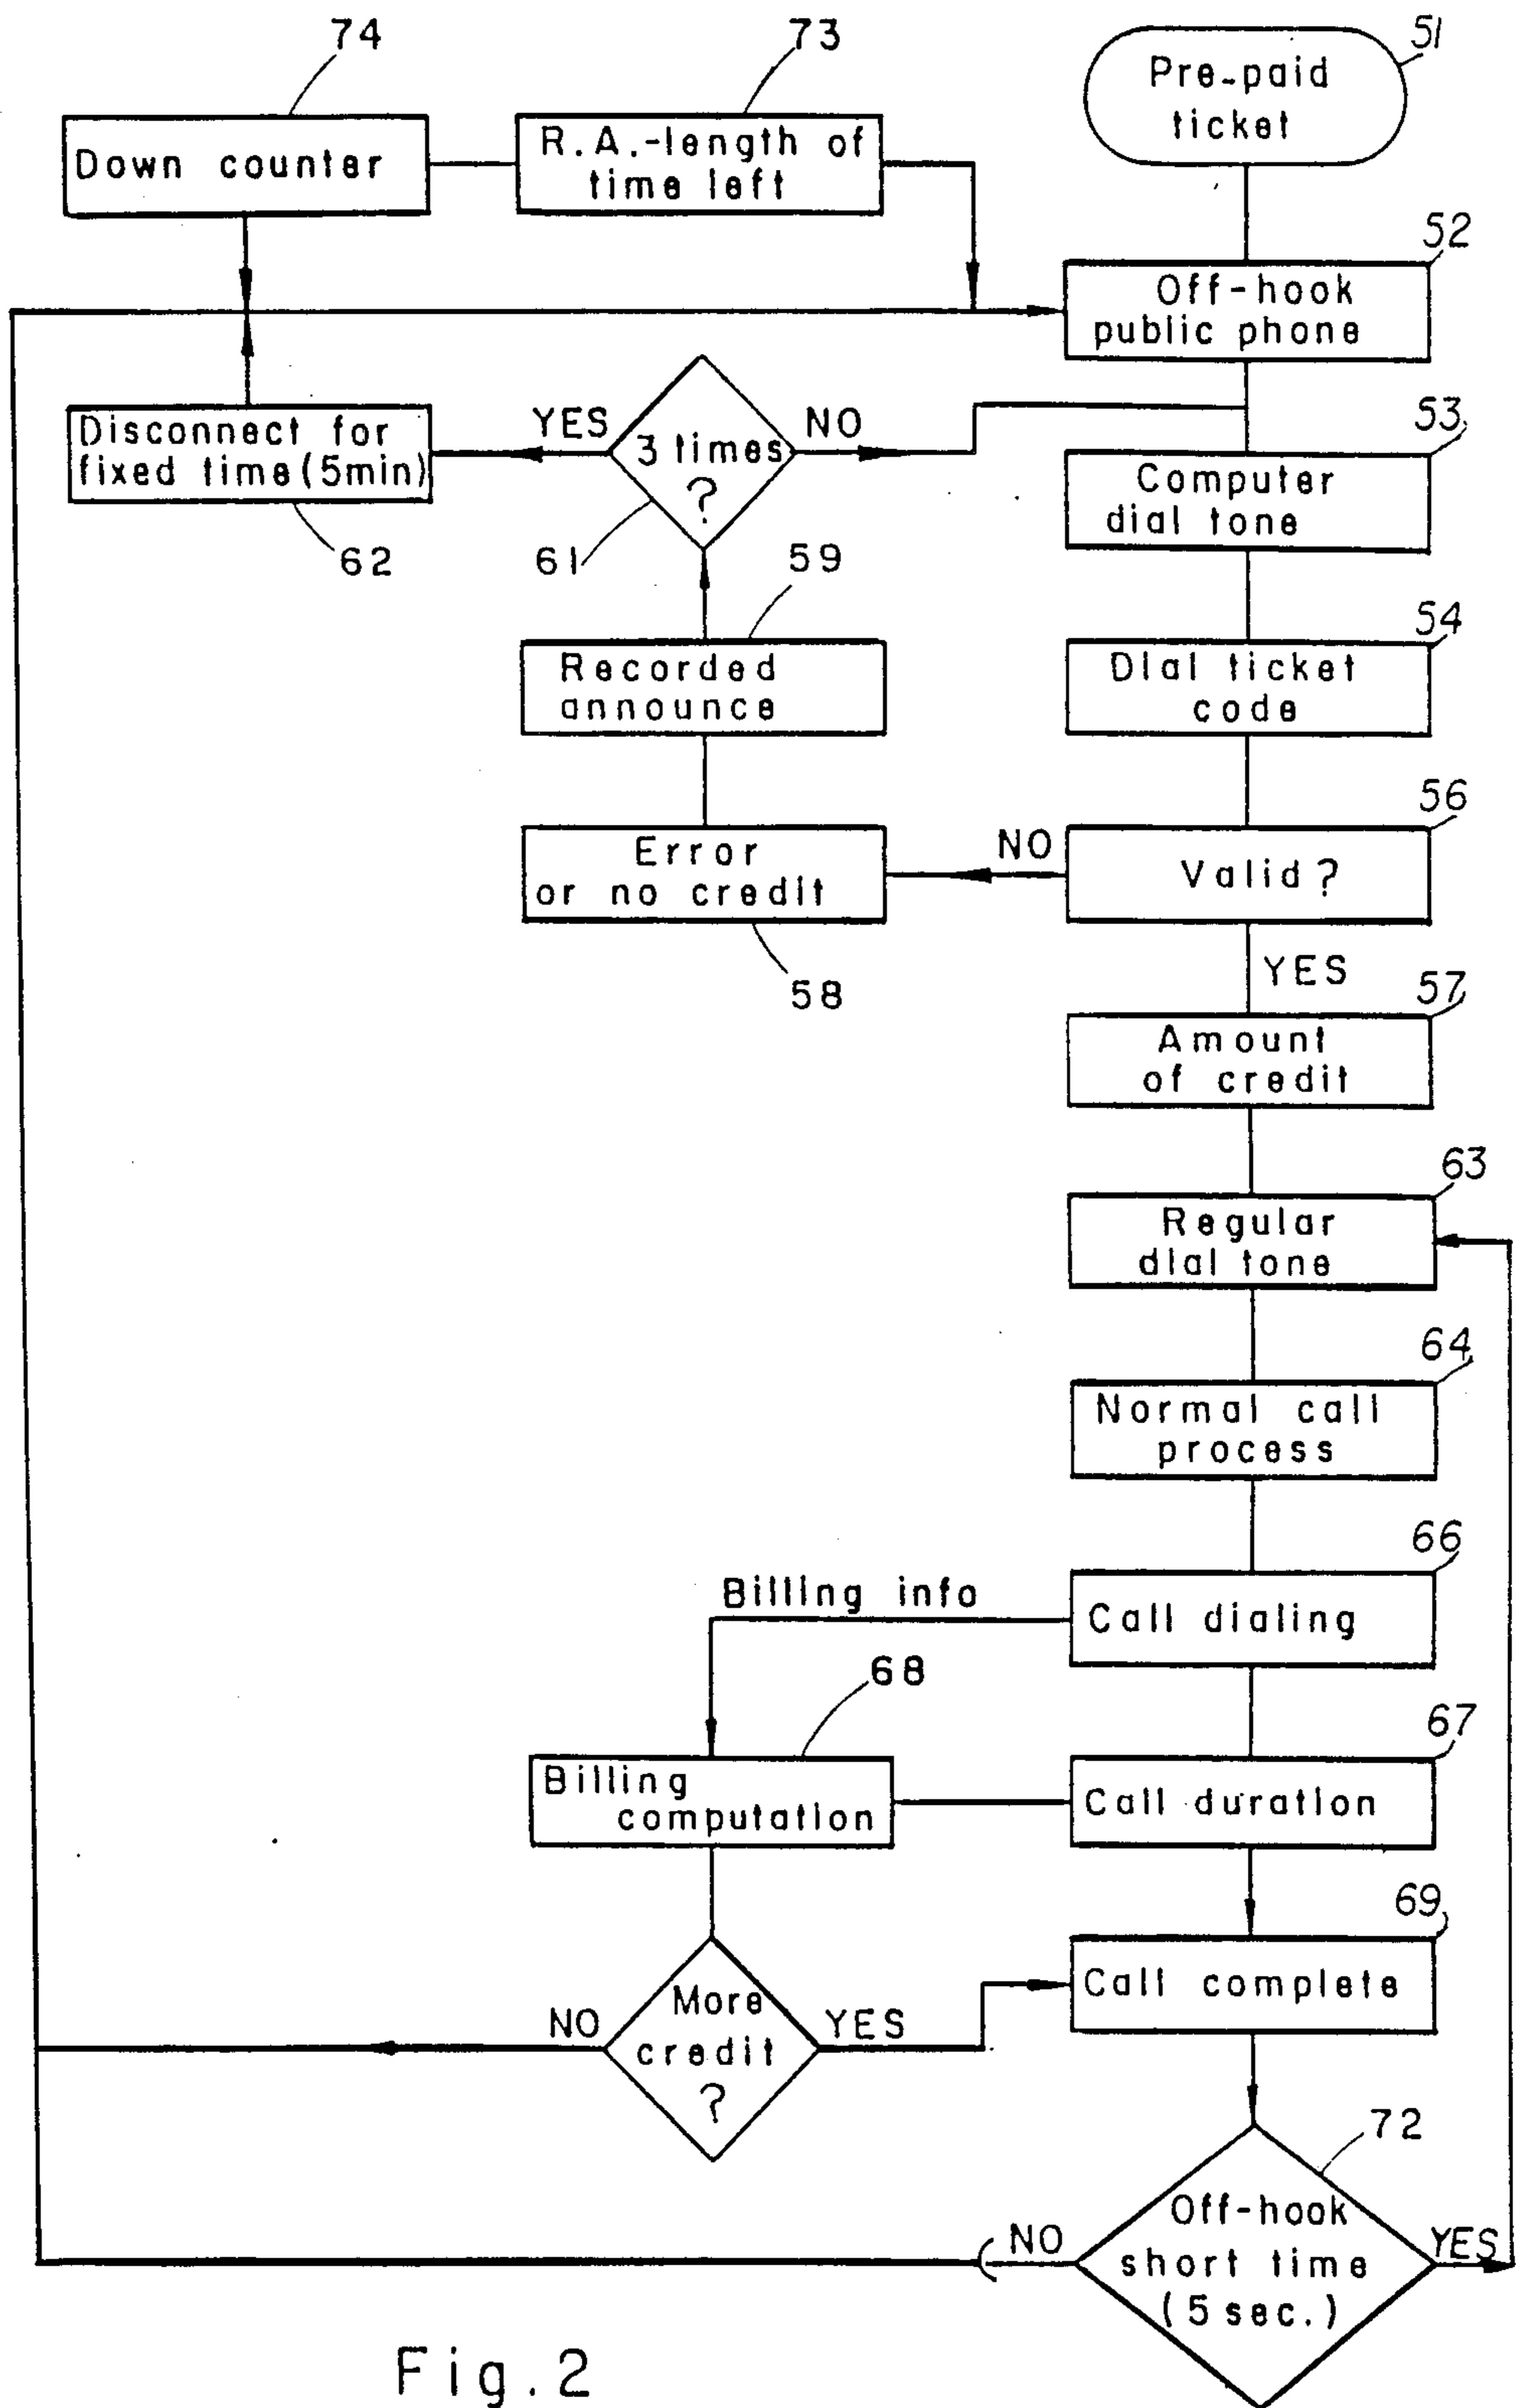 74
73
51
Pre-paid
ticket
Down counter
R.A.-length of
time left
52
Off-hook
public phone
53
Disconnect for
fixed time (5min)
YES
3 times
?
NO
Computer
dial tone
62
61
59
54
Recorded
announce
Dial ticket
code
56
Error
or no credit
NO
Valid?
58
YES
57
Amount
of credit
63
Regular
dial tone
64
Normal call
process
66
Billing info
Call dialing
68
67
Billing
computation
Call duration
69
NO
More
credit
?
YES
Call complete
72
NO
Off-hook
short time
(5 sec.)
YES
Fig.2